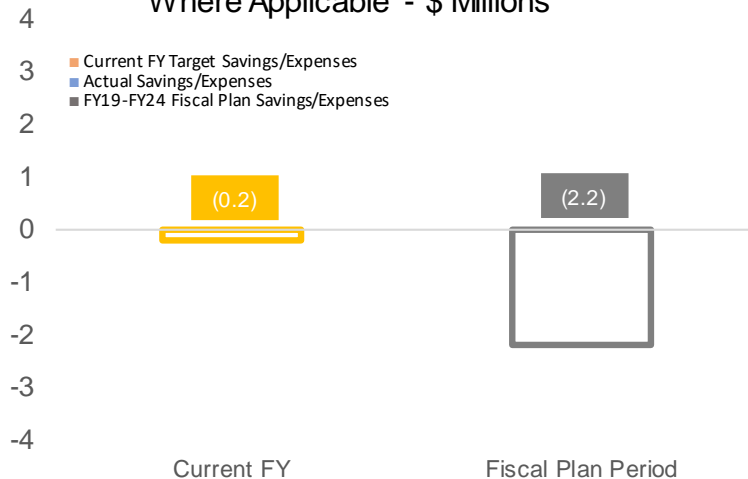 Where Applicable - $ Millions
4
3
2
1
0
-1
-2
-3
-4
Current FY Target Savings/Expenses
Actual Savings/Expenses
FY19-FY24 Fiscal Plan Savings/Expenses
(0.2)
(2.2)
Current FY
Fiscal Plan Period